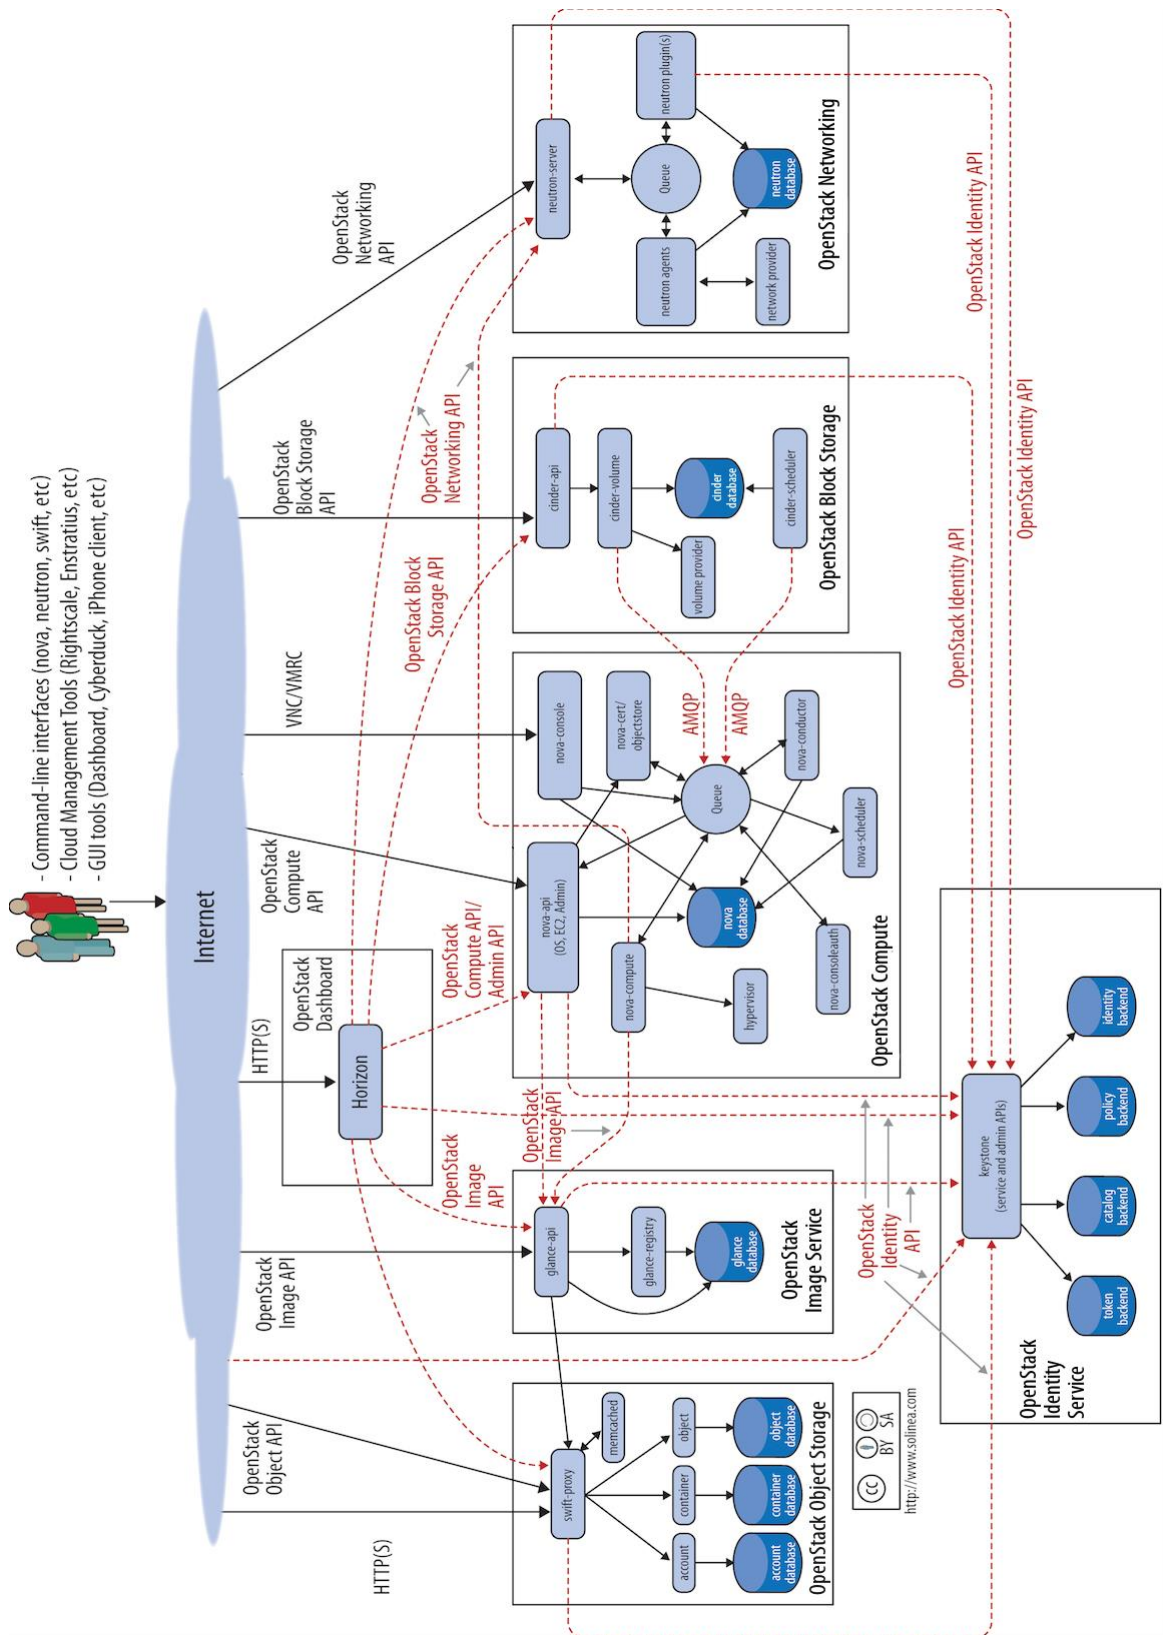 - Command-line interfaces (nova, neutron, swift, etc)
- Cloud Management Tools (Rightscale, Enstratius, etc)
- GUI tools (Dashboard, Cyberduck, iPhone client, etc)
Internet
HTTP(S)
OpenStack
Object API
OpenStack
Image API
HTTP(S)
OpenStack
Compute
API
VNC/VMRC
OpenStack
Block Storage
API
OpenStack
Networking
API
OpenStack
Dashboard
Horizon
OpenStack
Image
API
OpenStack
Compute API/
Admin API
OpenStack Block
Storage API
OpenStack
Networking API
OpenStack
Image API
swift-proxy
memcached
account
container
object
account
database
container
database
object
database
OpenStack Object Storage
glance-api
glance-registry
glance
database
OpenStack
Image Service
nova-api
(OS, EC2, Admin)
nova-console
nova-cert/
objectstore
nova-compute
nova
database
Queue
hypervisor
nova-consoleauth
nova-scheduler
nova-conductor
OpenStack Compute
AMQP
AMQP
cinder-api
cinder-volume
volume provider
cinder
database
cinder-scheduler
OpenStack Block Storage
neutron-server
neutron agents
Queue
neutron plugin(s)
neutron
database
network provider
OpenStack Networking
OpenStack
Identity
API
OpenStack Identity API
OpenStack Identity API
OpenStack Identity API
keystone
(service and admin APIs)
token
backend
catalog
backend
policy
backend
identity
backend
OpenStack
Identity
Service
cc
BY SA
http://www.solinea.com